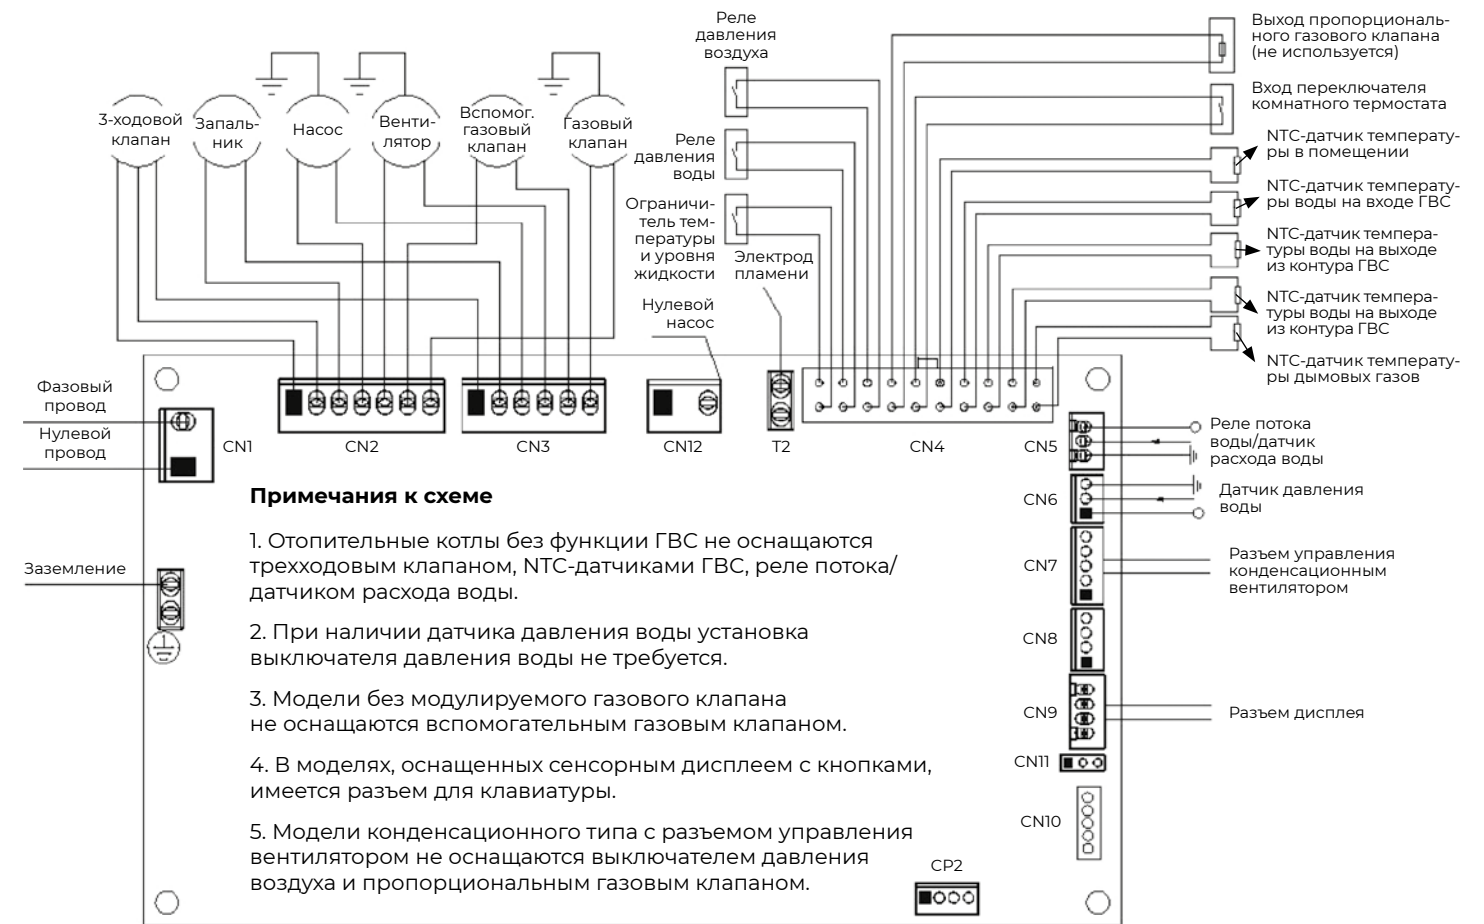 Реле
давления
воздуха
Выход пропорциональ-
ного газового клапана
(не используется)
Вход переключателя
комнатного термостата
3-ходовой
клапан
Запаль-
ник
Насос
Венти-
лятор
Вспомог.
газовый
клапан
Газовый
клапан
Реле
давления
воды
NTC-датчик температу-
ры в помещении
NTC-датчик температу-
ры воды на входе ГВС
Ограничи-
тель тем-
пературы
и уровня
жидкости
Электрод
пламени
NTC-датчик темпера-
туры воды на выходе
из контура ГВС
Нулевой
насос
NTC-датчик темпера-
туры воды на выходе
из контура ГВС
NTC-датчик температу-
ры дымовых газов
Фазовый
провод
Нулевой
провод
CN1
CN2
CN3
CN12
T2
CN4
CN5
Реле потока
воды/датчик
расхода воды
CN6
Датчик давления
воды
CN7
Разъем управления
конденсационным
вентилятором
Заземление
CN8
CN9
Разъем дисплея
CN11
CN10
CP2
Примечания к схеме
1. Отопительные котлы без функции ГВС не оснащаются
трехходовым клапаном, NTC-датчиками ГВС, реле потока/
датчиком расхода воды.
2. При наличии датчика давления воды установка
выключателя давления воды не требуется.
3. Модели без модулируемого газового клапана
не оснащаются вспомогательным газовым клапаном.
4. В моделях, оснащенных сенсорным дисплеем с кнопками,
имеется разъем для клавиатуры.
5. Модели конденсационного типа с разъемом управления
вентилятором не оснащаются выключателем давления
воздуха и пропорциональным газовым клапаном.